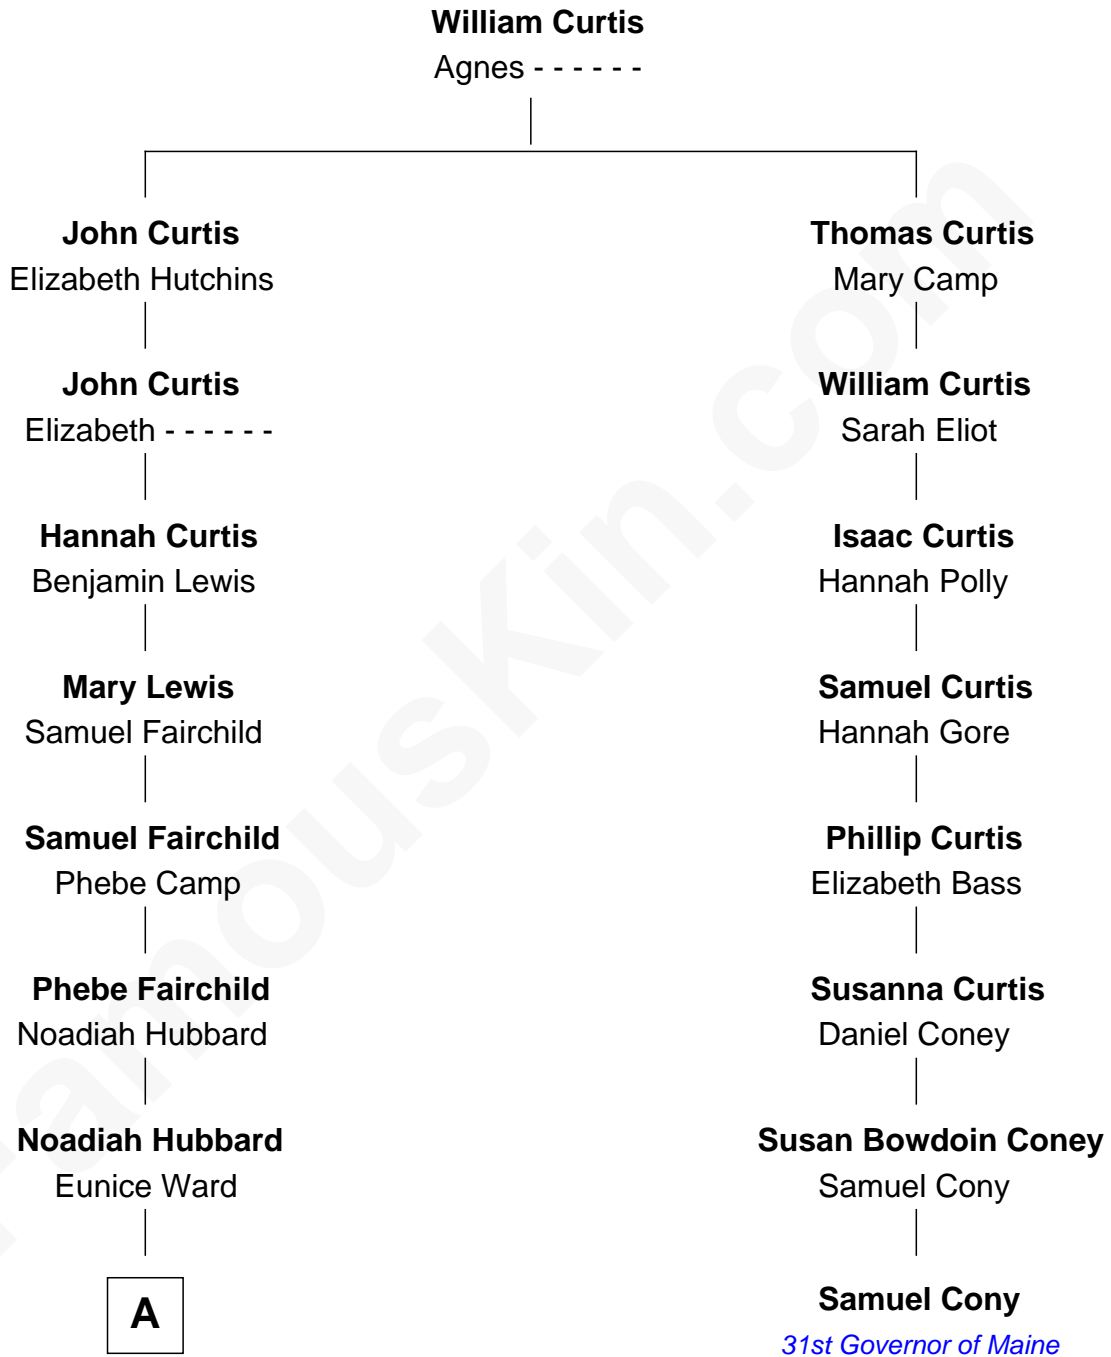 William Curtis
Agnes - - - - - -
John Curtis
Elizabeth Hutchins
Thomas Curtis
Mary Camp
John Curtis
Elizabeth - - - - - -
William Curtis
Sarah Eliot
Hannah Curtis
Benjamin Lewis
Isaac Curtis
Hannah Polly
Mary Lewis
Samuel Fairchild
Samuel Curtis
Hannah Gore
Samuel Fairchild
Phebe Camp
Phillip Curtis
Elizabeth Bass
Phebe Fairchild
Noadiah Hubbard
Susanna Curtis
Daniel Coney
Noadiah Hubbard
Eunice Ward
Susan Bowdoin Coney
Samuel Cony
A
Samuel Cony
31st Governor of Maine
FamousKin.com